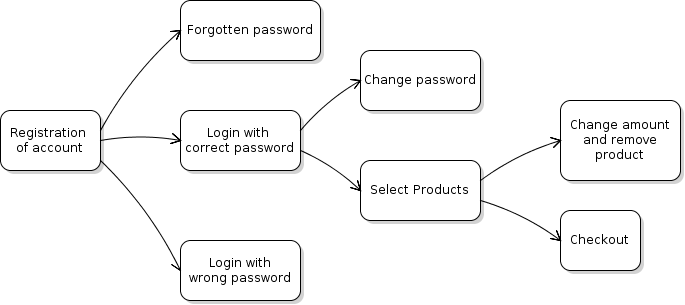 Forgotten password
Change password
Registration
of account
Login with
correct password
Change amount
and remove
product
Select Products
Checkout
Login with
wrong password